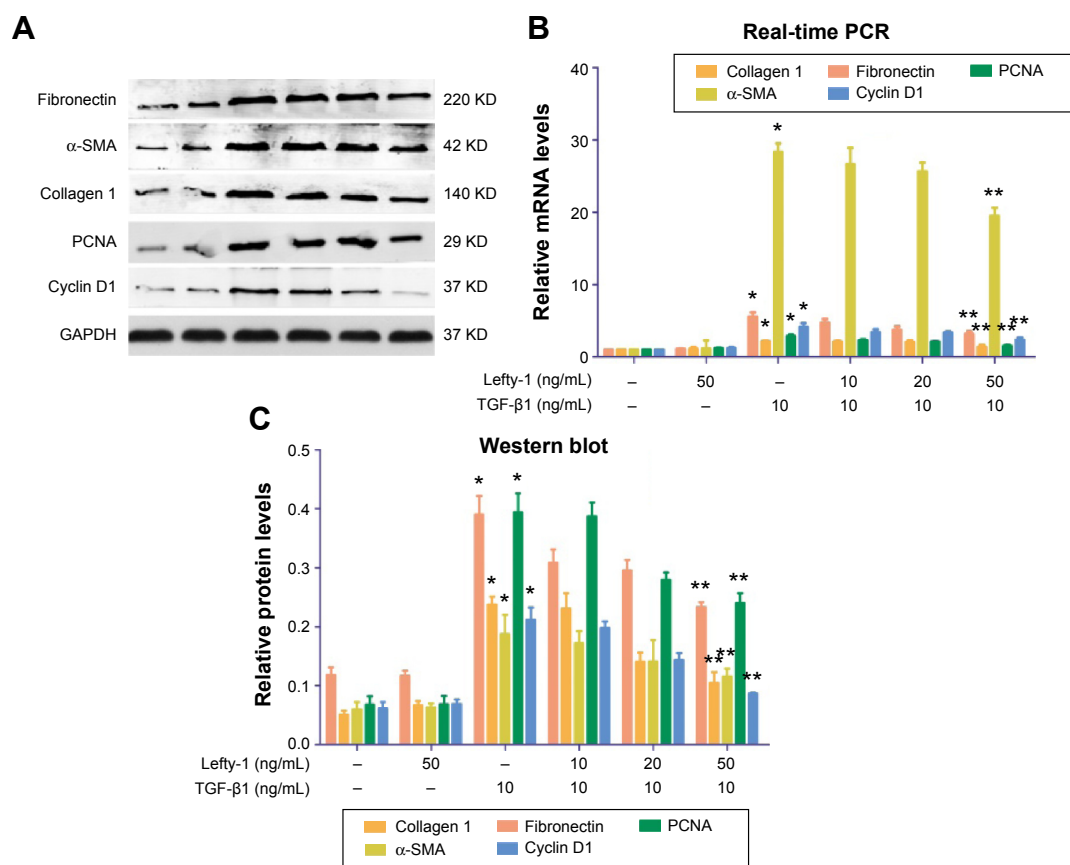 A
Fibronectin 220 KD
α-SMA 42 KD
Collagen 1 140 KD
PCNA 29 KD
Cyclin D1 37 KD
GAPDH 37 KD
B
Real-time PCR
Collagen 1 Fibronectin PCNA
α-SMA Cyclin D1
Relative mRNA levels
40
30
20
10
0
* * * * *
** ** ** ** **
Lefty-1 (ng/mL) – 50 – 10 20 50
TGF-β1 (ng/mL) – – 10 10 10 10
C
Western blot
Relative protein levels
0.5
0.4
0.3
0.2
0.1
0.0
* * * * *
** ** ** ** **
Lefty-1 (ng/mL) – 50 – 10 20 50
TGF-β1 (ng/mL) – – 10 10 10 10
Collagen 1 Fibronectin PCNA
α-SMA Cyclin D1